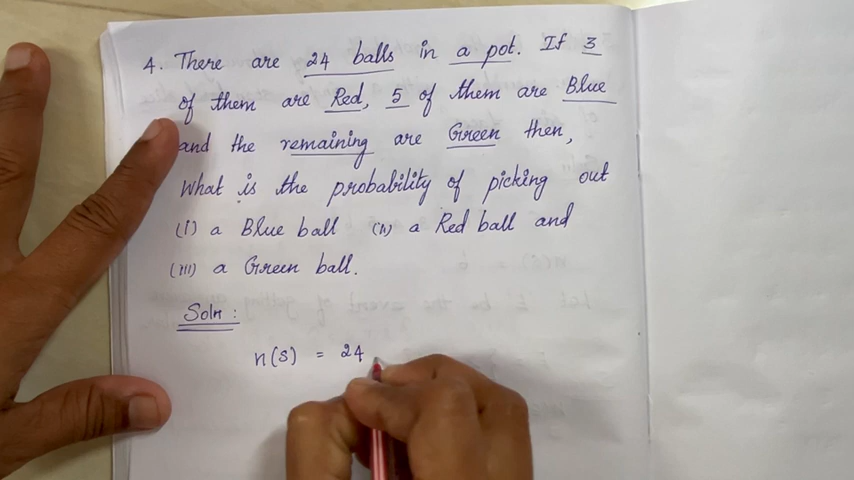 4. There are 24 balls in a pot. If 3
of them are Red, 5 of them are Blue
and the remaining are Green then,
What is the probability of picking out
(i) a Blue ball (ii) a Red ball and
(iii) a Green ball.
Soln :
n(S) = 24